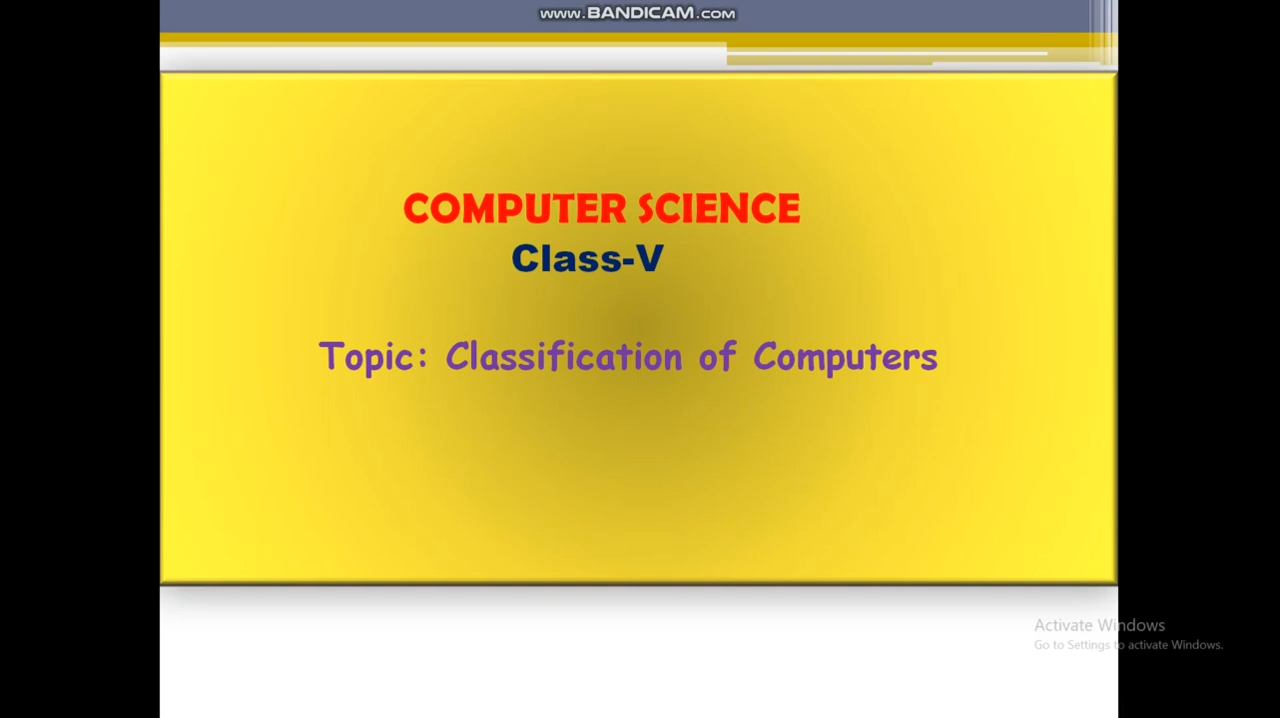 www.BANDICAM.com
COMPUTER SCIENCE
Class-V
Topic: Classification of Computers
Activate Windows
Go to Settings to activate Windows.